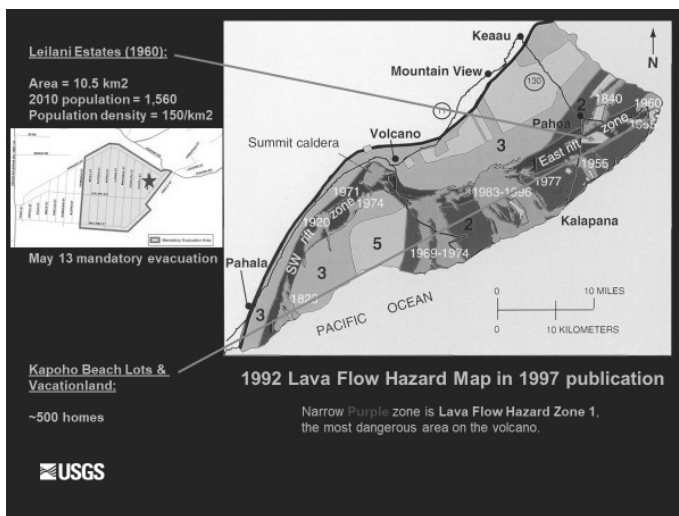 Leilani Estates (1960):
Area = 10.5 km2
2010 population = 1,560
Population density = 150/km2
Mandatory Evacuation Area
May 13 mandatory evacuation
Kapoho Beach Lots &
Vacationland:
~500 homes
USGS
Keaau
Mountain View
130
N
Volcano
Summit caldera
Pahoa
2
1840
1960
East rift zone
1955
3
1977
1983-1996
Kalapana
1971
1974
1920
SW rift zone
5
2
1969-1974
Pahala
3
1823
3
PACIFIC OCEAN
0 10 MILES
0 10 KILOMETERS
1992 Lava Flow Hazard Map in 1997 publication
Narrow Purple zone is Lava Flow Hazard Zone 1,
the most dangerous area on the volcano.